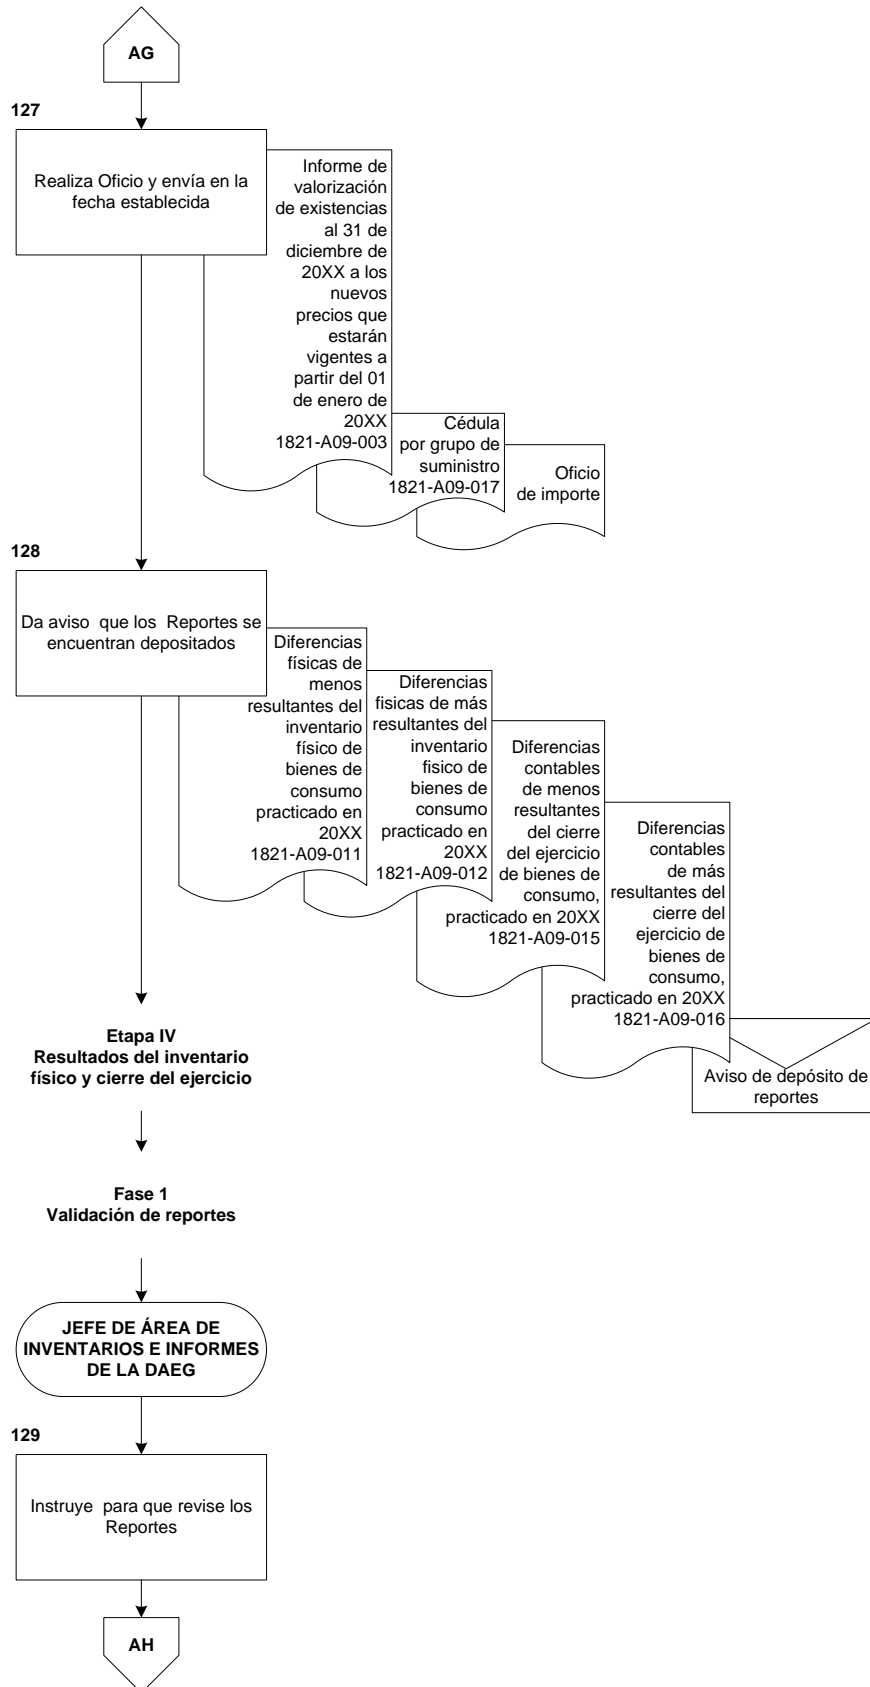 AG
127
Realiza Oficio y envía en la
fecha establecida
Informe de
valorización
de existencias
al 31 de
diciembre de
20XX a los
nuevos
precios que
estarán
vigentes a
partir del 01
de enero de
20XX
1821-A09-003
Cédula
por grupo de
suministro
1821-A09-017
Oficio
de importe
128
Da aviso que los Reportes se
encuentran depositados
Diferencias
físicas de
menos
resultantes del
inventario
físico de
bienes de
consumo
practicado en
20XX
1821-A09-011
Diferencias
fisicas de más
resultantes del
inventario
fisico de
bienes de
consumo
practicado en
20XX
1821-A09-012
Diferencias
contables
de menos
resultantes
del cierre
del ejercicio
de bienes de
consumo,
practicado en 20XX
1821-A09-015
Diferencias
contables
de más
resultantes del
cierre del
ejercicio de
bienes de
consumo,
practicado en 20XX
1821-A09-016
Aviso de depósito de
reportes
Etapa IV
Resultados del inventario
físico y cierre del ejercicio
Fase 1
Validación de reportes
JEFE DE ÁREA DE
INVENTARIOS E INFORMES
DE LA DAEG
129
Instruye para que revise los
Reportes
AH